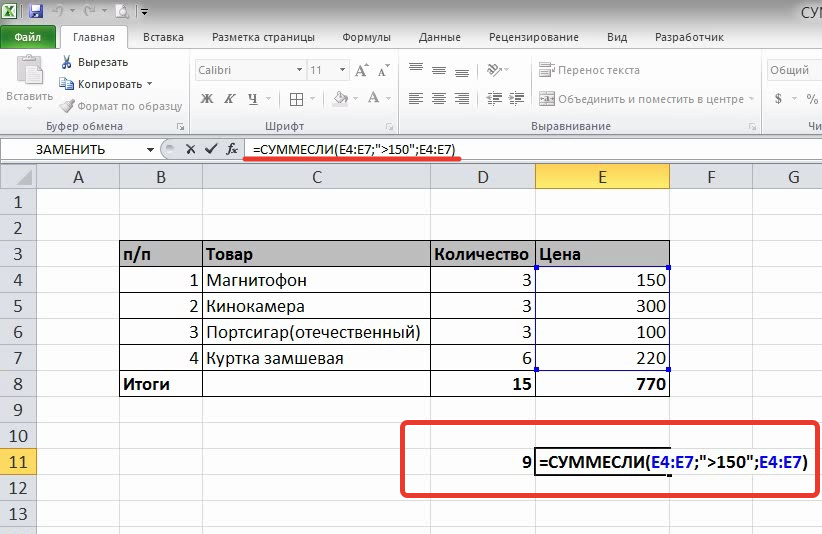 СУММ
Файл Главная Вставка Разметка страницы Формулы Данные Рецензирование Вид Разработчик
Вставить
Вырезать
Копировать
Формат по образцу
Буфер обмена
Calibri 11
Ж К Ч
Шрифт
Перенос текста
Объединить и поместить в центре
Выравнивание
Общий
$ %
Чи
ЗАМЕНИТЬ fx =СУММЕСЛИ(E4:E7;">150";E4:E7)
A B C D E F G
1
2
3 п/п Товар Количество Цена
4 1 Магнитофон 3 150
5 2 Кинокамера 3 300
6 3 Портсигар(отечественный) 3 100
7 4 Куртка замшевая 6 220
8 Итоги 15 770
9
10
11 9 =СУММЕСЛИ(E4:E7;">150";E4:E7)
12
13